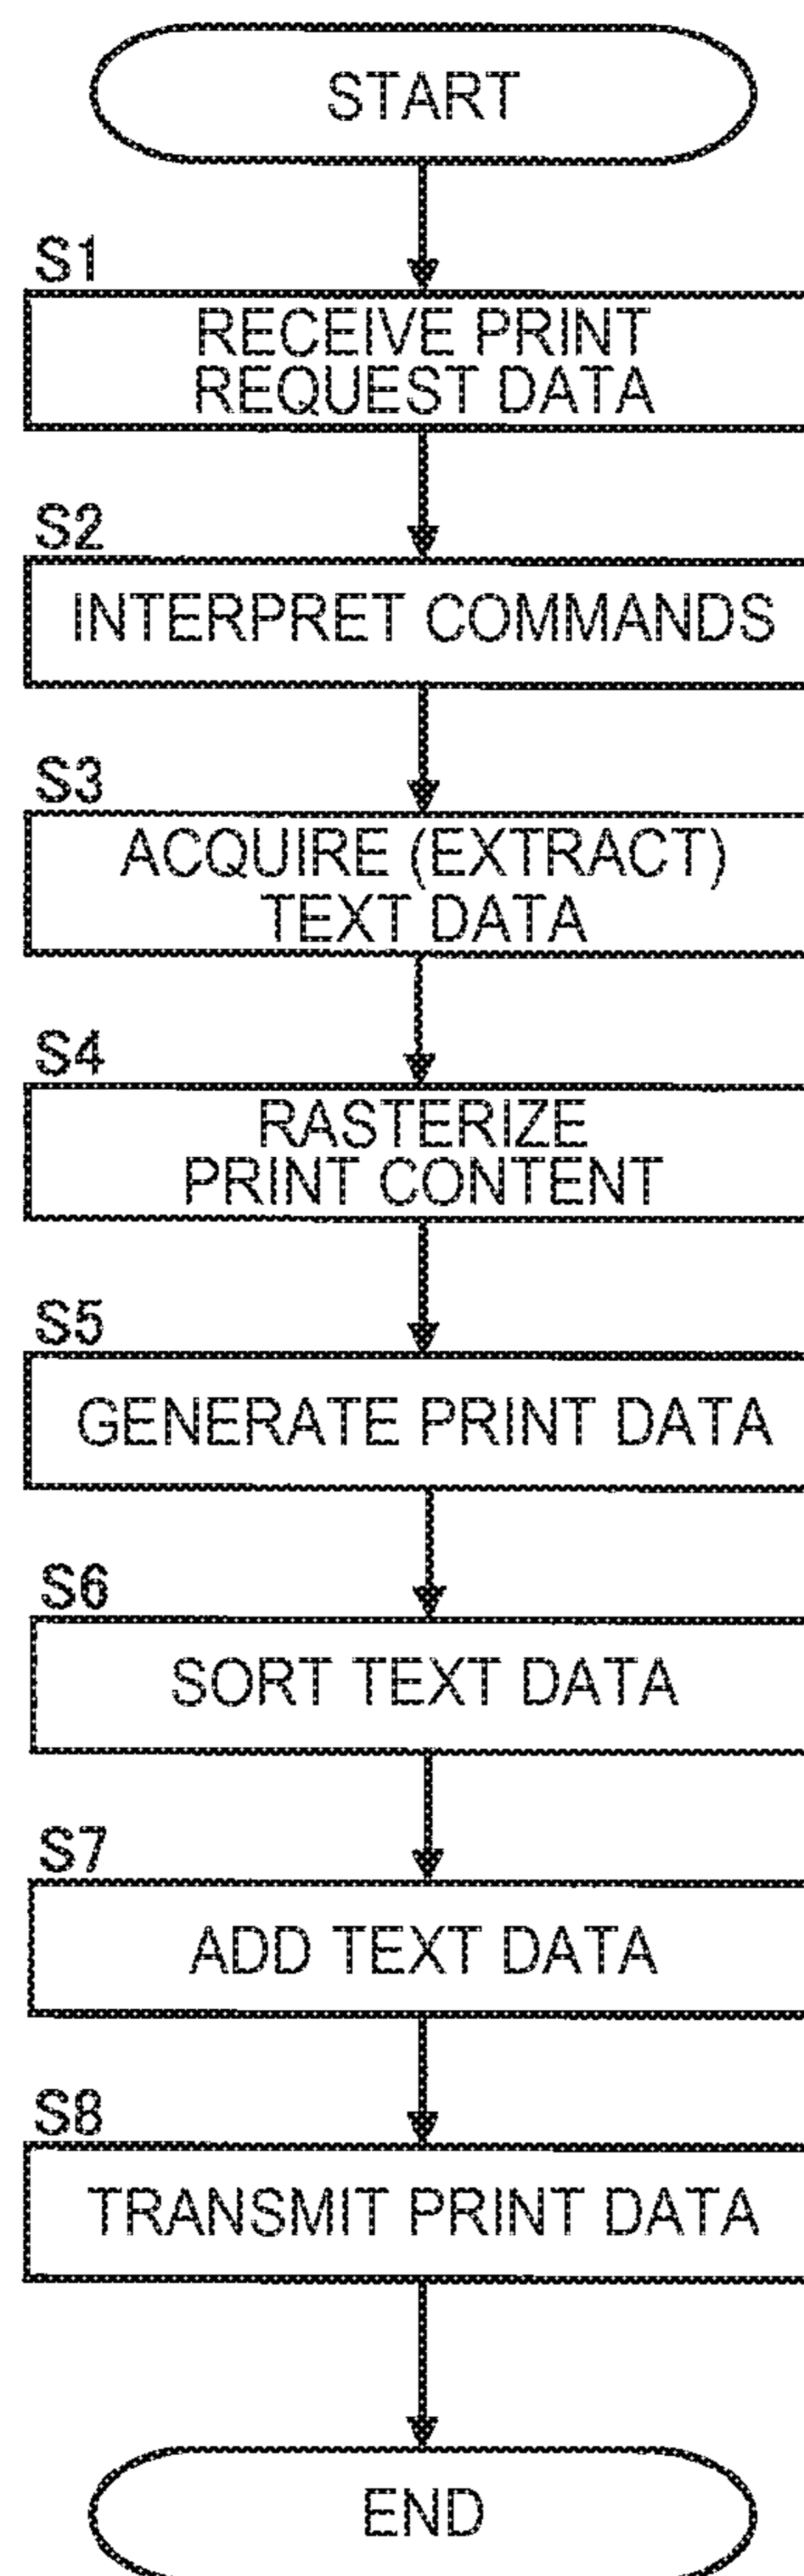 START
S1
RECEIVE PRINT
REQUEST DATA
S2
INTERPRET COMMANDS
S3
ACQUIRE (EXTRACT)
TEXT DATA
S4
RASTERIZE
PRINT CONTENT
S5
GENERATE PRINT DATA
S6
SORT TEXT DATA
S7
ADD TEXT DATA
S8
TRANSMIT PRINT DATA
END